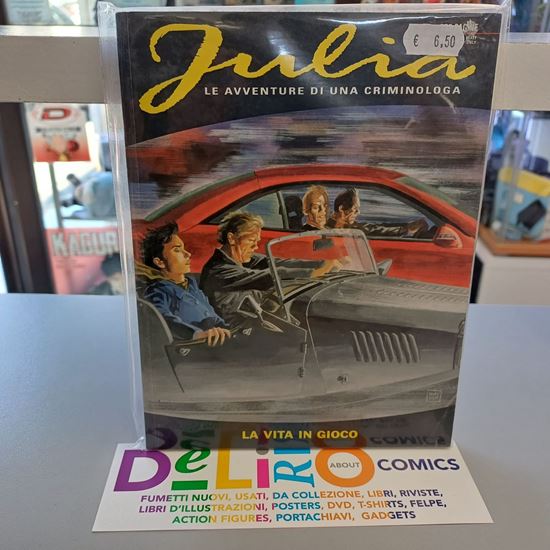 Julia
€ 6,50
LE AVVENTURE DI UNA CRIMINOLOGA
KAGUR
LA VITA IN GIOCO
DeLiRiO
ABOUT
COMICS
FUMETTI NUOVI, USATI, DA COLLEZIONE, LIBRI, RIVISTE,
LIBRI D'ILLUSTRAZIONI, POSTERS, DVD, T-SHIRTS, FELPE,
ACTION FIGURES, PORTACHIAVI, GADGETS